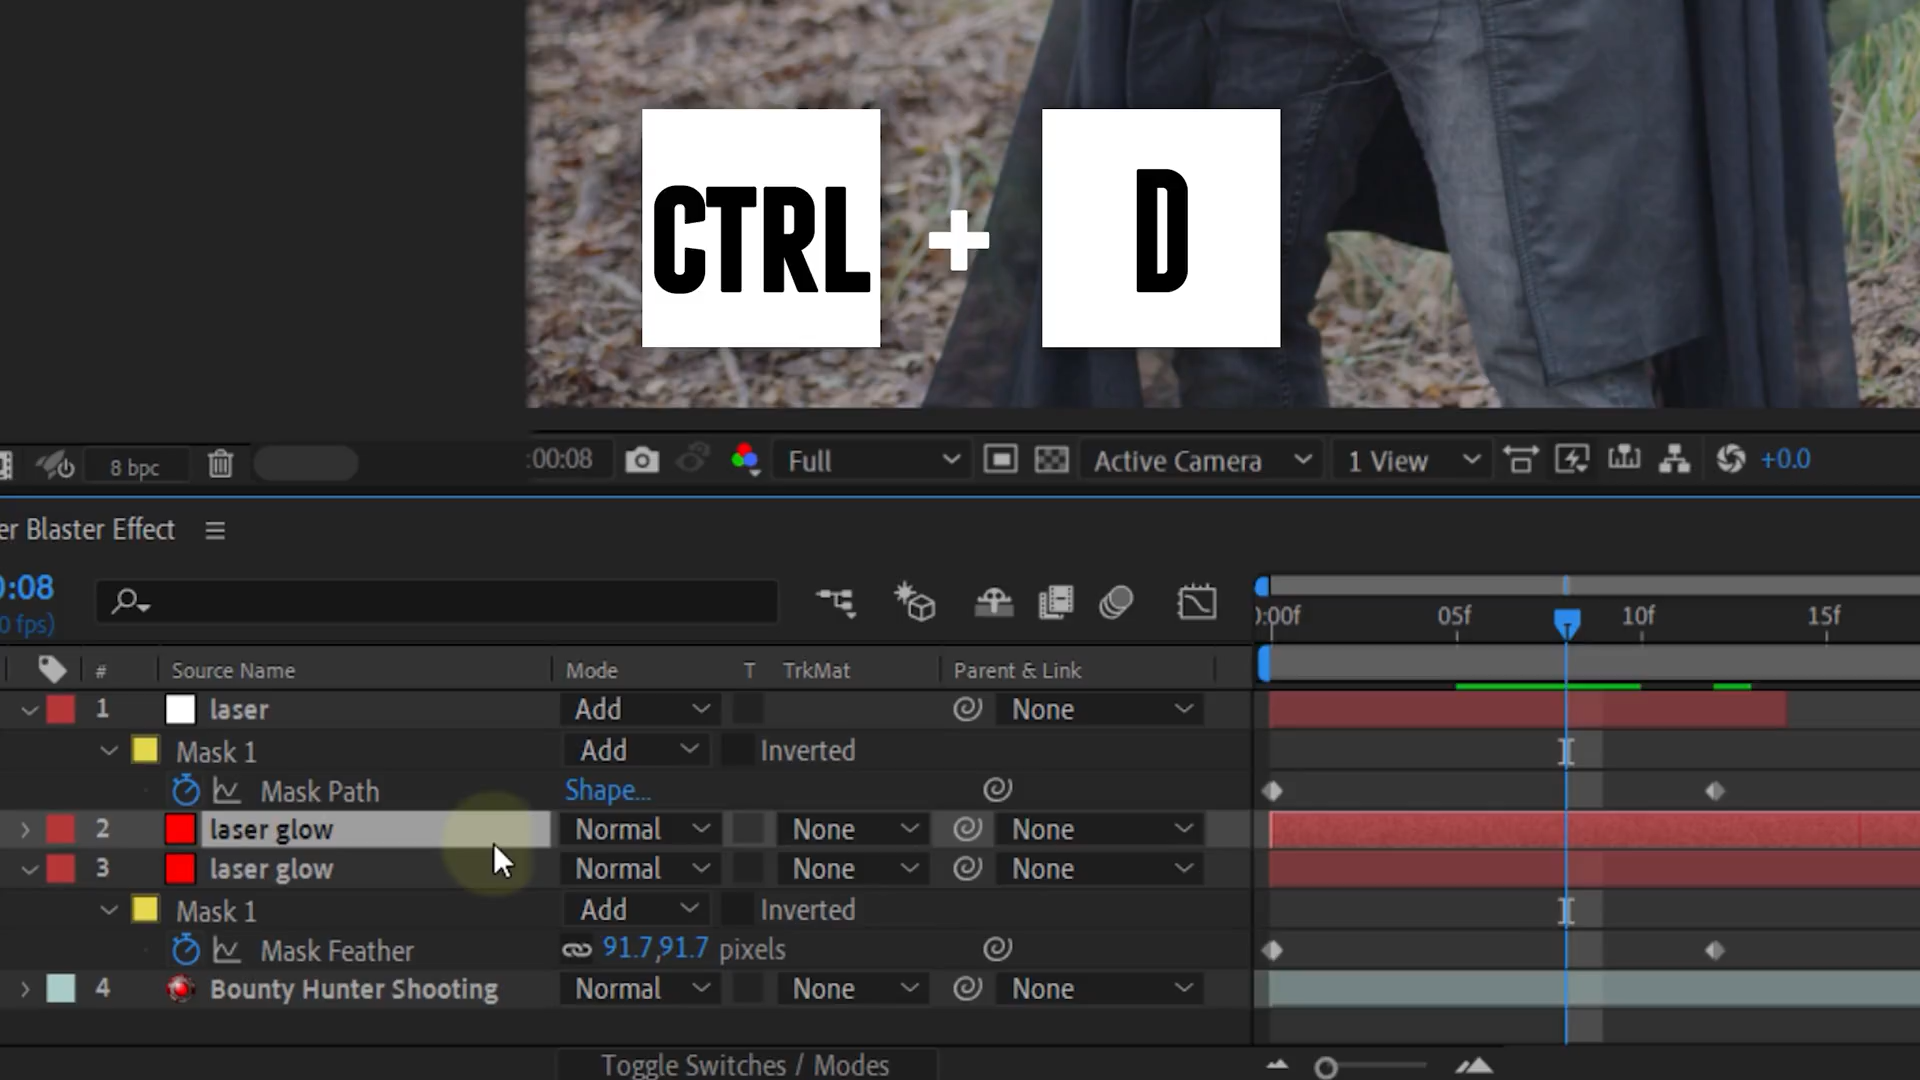 CTRL + D
8 bpc :00:08 Full Active Camera 1 View +0.0
er Blaster Effect
0:08
0 fps)
0:00f 05f 10f 15f
# Source Name Mode T TrkMat Parent & Link
1 laser Add None
Mask 1 Add Inverted
Mask Path Shape...
2 laser glow Normal None None
3 laser glow Normal None None
Mask 1 Add Inverted
Mask Feather 91.7,91.7 pixels
4 Bounty Hunter Shooting Normal None None
Toggle Switches / Modes